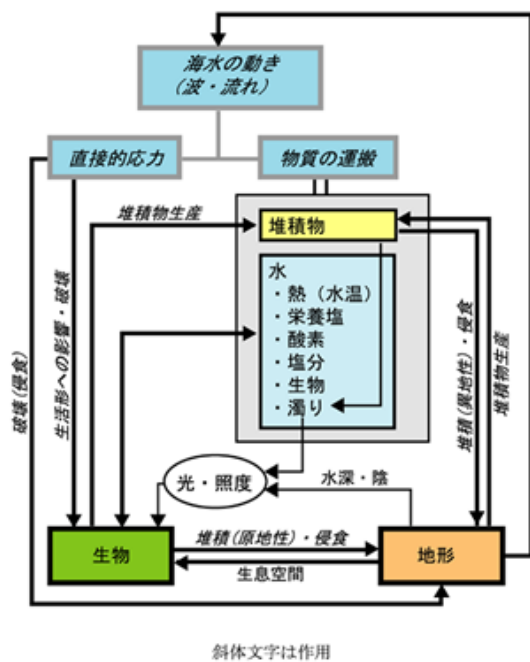 海水の動き
(波・流れ)
直接的応力
物質の運搬
堆積物生産
堆積物
水
・熱（水温）
・栄養塩
・酸素
・塩分
・生物
・濁り
破壊(侵食)
生活形への影響・破壊
堆積(異地性)・侵食
堆積物生産
光・照度
水深・陰
生物
堆積(原地性)・侵食
生息空間
地形
斜体文字は作用